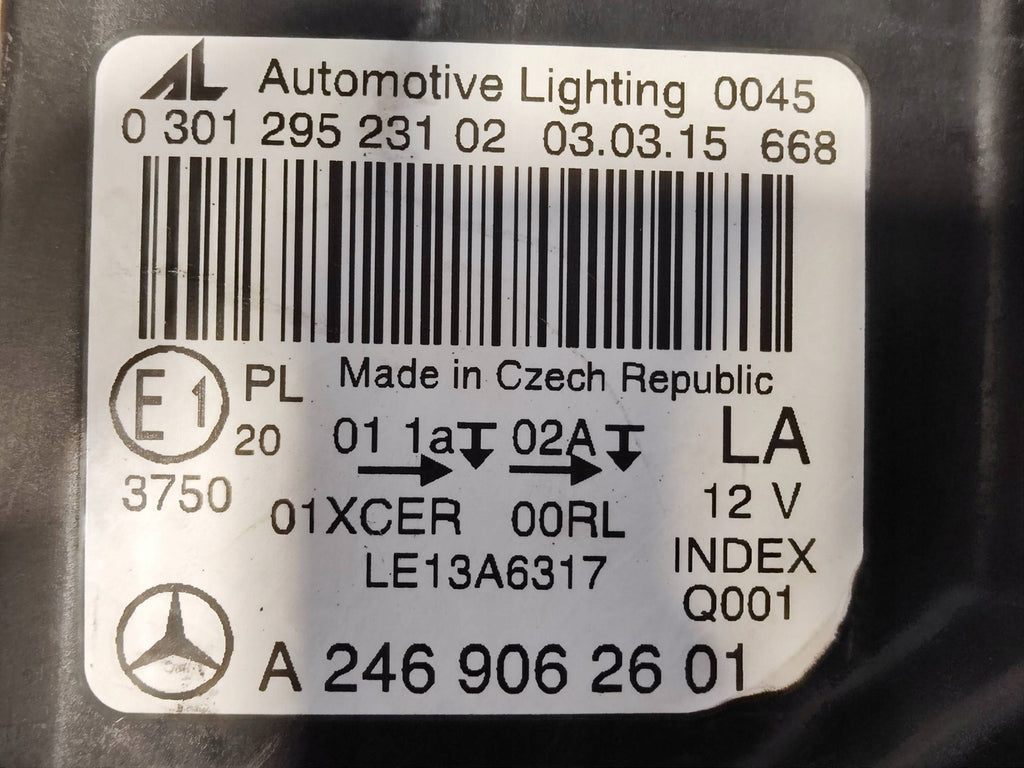 AL Automotive Lighting 0045
0 301 295 231 02 03.03.15 668
E1 PL Made in Czech Republic
20 01 1a 02A LA
3750 01XCER 00RL 12 V
LE13A6317 INDEX
Q001
A 246 906 26 01